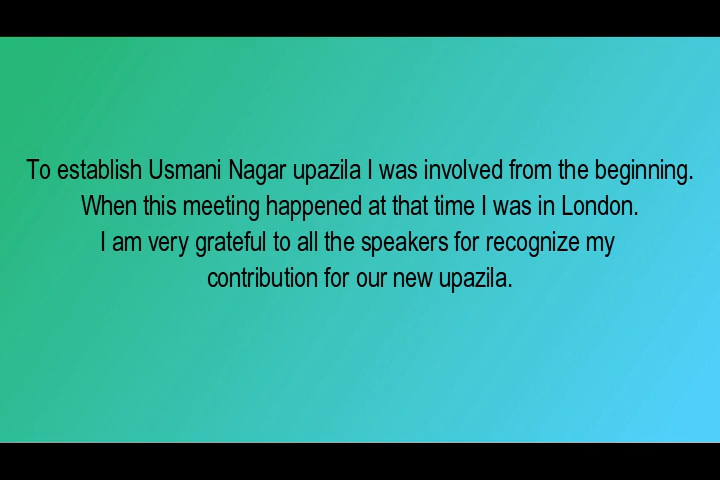 To establish Usmani Nagar upazila I was involved from the beginning.
When this meeting happened at that time I was in London.
I am very grateful to all the speakers for recognize my
contribution for our new upazila.